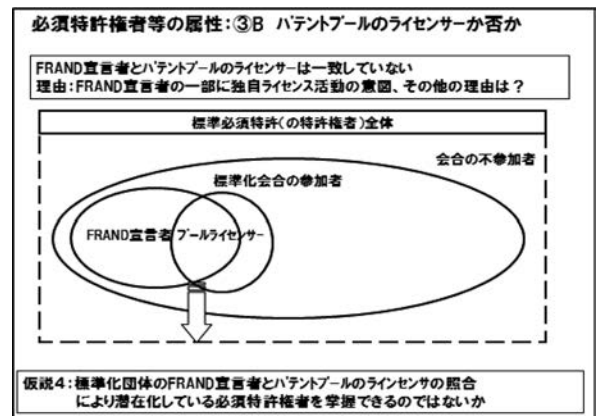 必須特許権者等の属性：③B　パテントプールのライセンサーか否か
FRAND宣言者とパテントプールのライセンサーは一致していない
理由：FRAND宣言者の一部に独自ライセンス活動の意図、その他の理由は？
標準必須特許（の特許権者）全体
会合の不参加者
標準化会合の参加者
FRAND宣言者
プールライセンサー
仮説4：標準化団体のFRAND宣言者とパテントプールのラインセンサの照合
により潜在化している必須特許権者を掌握できるのではないか